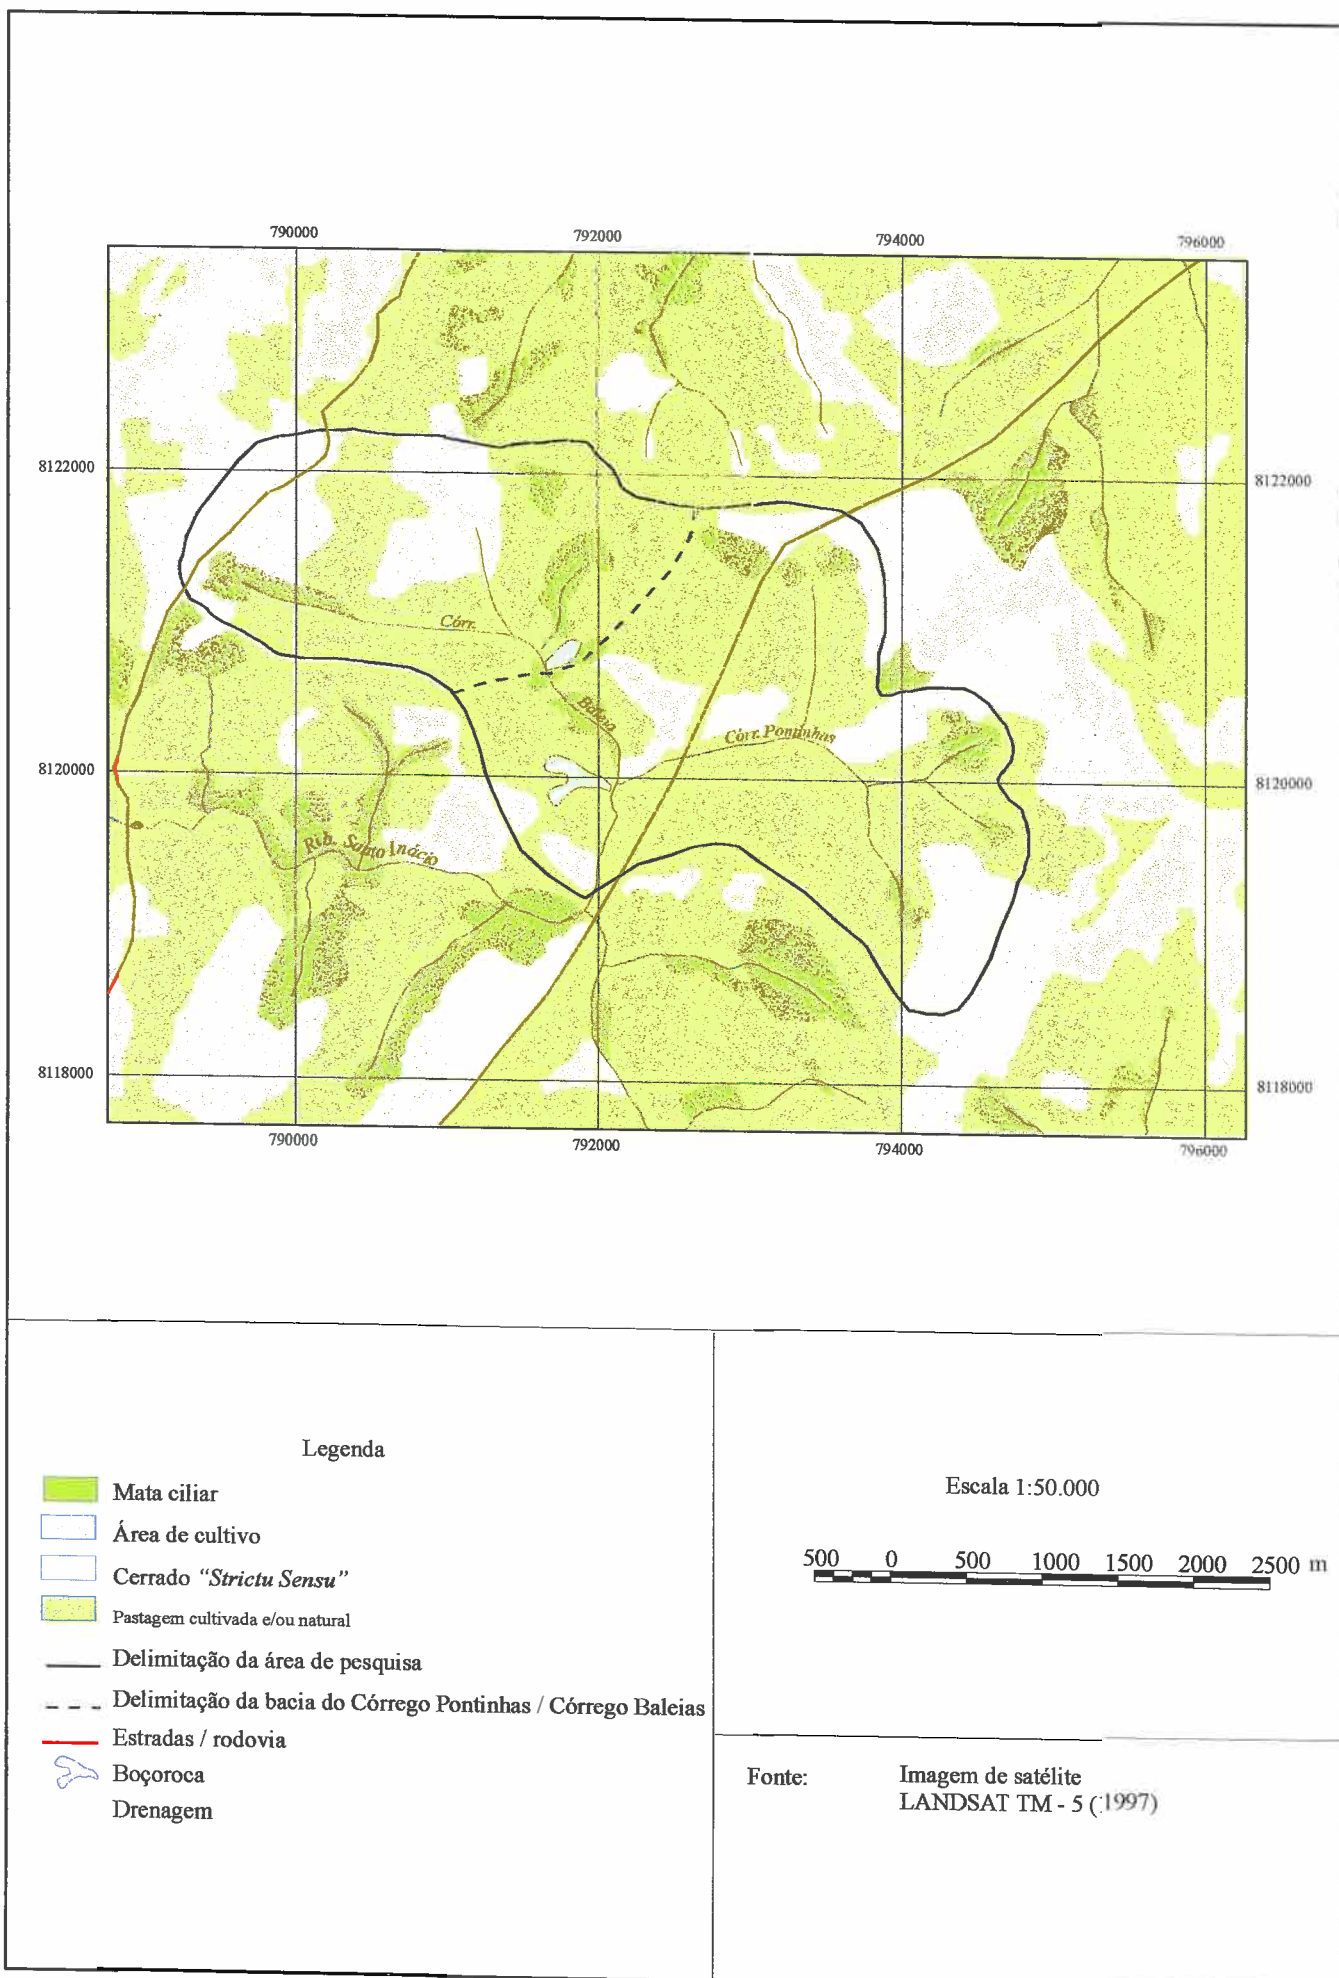 790000 792000 794000 796000
8122000 8122000
Córr.
Baleia
Córr. Pontinhas
8120000 8120000
Rib. Santo Inácio
8118000 8118000
790000 792000 794000 796000
Legenda
Mata ciliar
Área de cultivo
Cerrado “Strictu Sensu”
Pastagem cultivada e/ou natural
Delimitação da área de pesquisa
Delimitação da bacia do Córrego Pontinhas / Córrego Baleias
Estradas / rodovia
Boçoroca
Drenagem
Escala 1:50.000
500 0 500 1000 1500 2000 2500 m
Fonte: Imagem de satélite
LANDSAT TM - 5 (1997)